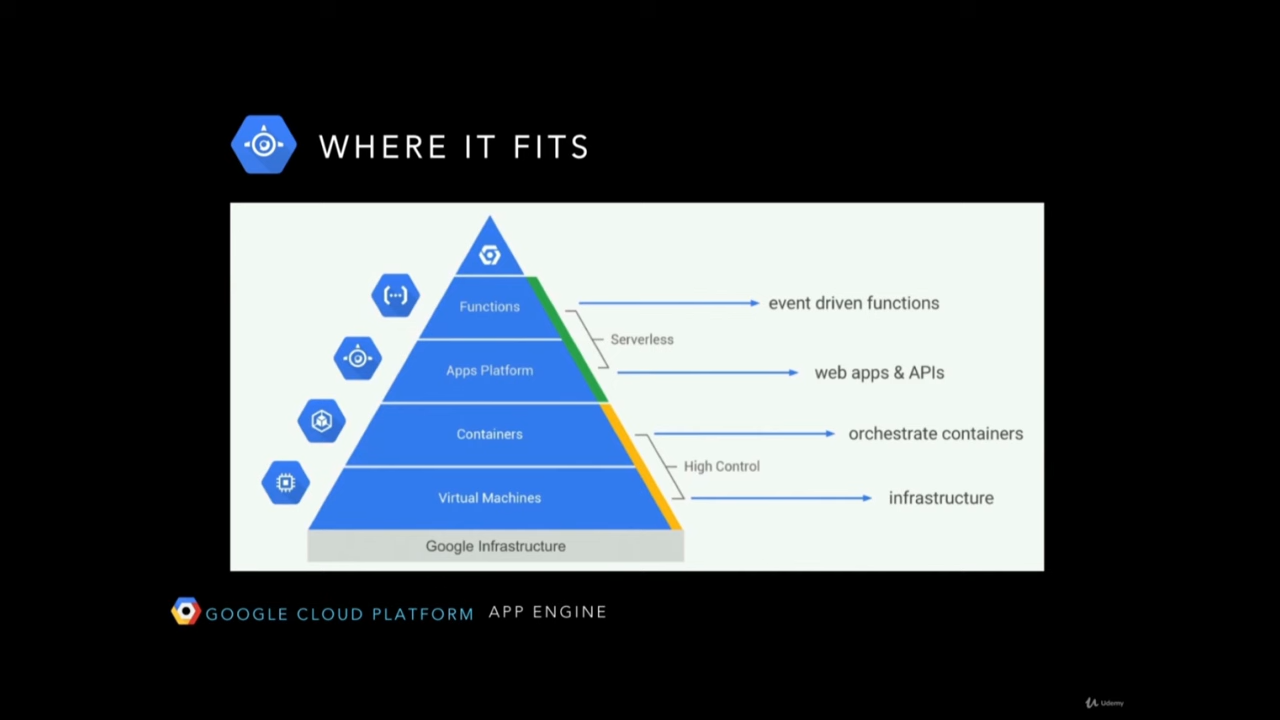 WHERE IT FITS
Functions
event driven functions
Serverless
Apps Platform
web apps & APIs
Containers
orchestrate containers
High Control
Virtual Machines
infrastructure
Google Infrastructure
GOOGLE CLOUD PLATFORM APP ENGINE
Udemy